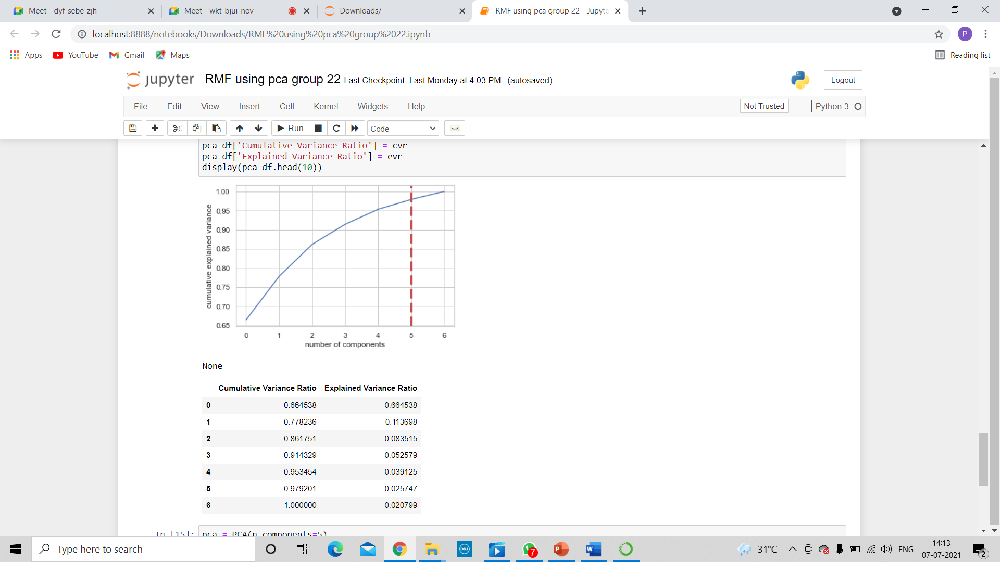 Meet - dyf-sebe-zjh
Meet - wkt-bjui-nov
Downloads/
RMF using pca group 22 - Jupyte
localhost:8888/notebooks/Downloads/RMF%20using%20pca%20group%2022.ipynb
P
Apps
YouTube
Gmail
Maps
Reading list
jupyter
RMF using pca group 22 Last Checkpoint: Last Monday at 4:03 PM (autosaved)
Logout
File Edit View Insert Cell Kernel Widgets Help
Not Trusted
Python 3
Run
Code
pca_df['Cumulative Variance Ratio'] = cvr
pca_df['Explained Variance Ratio'] = evr
display(pca_df.head(10))
1.00
0.95
0.90
0.85
0.80
0.75
0.70
0.65
cumulative explained variance
0 1 2 3 4 5 6
number of components
None
Cumulative Variance Ratio Explained Variance Ratio
0 0.664538 0.664538
1 0.778236 0.113698
2 0.861751 0.083515
3 0.914329 0.052579
4 0.953454 0.039125
5 0.979201 0.025747
6 1.000000 0.020799
In [15]: pca = PCA(n_components=5)
Type here to search
DELL
7
P
W
31°C
ENG
14:13
07-07-2021
2